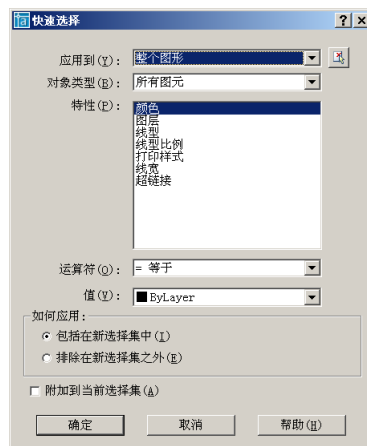 快速选择
应用到(Y): 整个图形
对象类型(B): 所有图元
特性(P): 颜色
图层
线型
线型比例
打印样式
线宽
超链接
运算符(O): = 等于
值(V): ByLayer
如何应用:
包括在新选择集中(I)
排除在新选择集之外(E)
附加到当前选择集(A)
确定 取消 帮助(H)